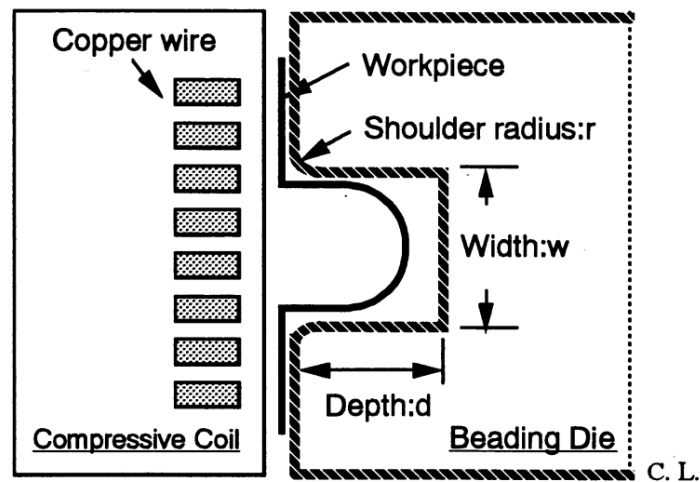 Copper wire
Workpiece
Shoulder radius:r
Width:w
Depth:d
Compressive Coil
Beading Die
C. L.